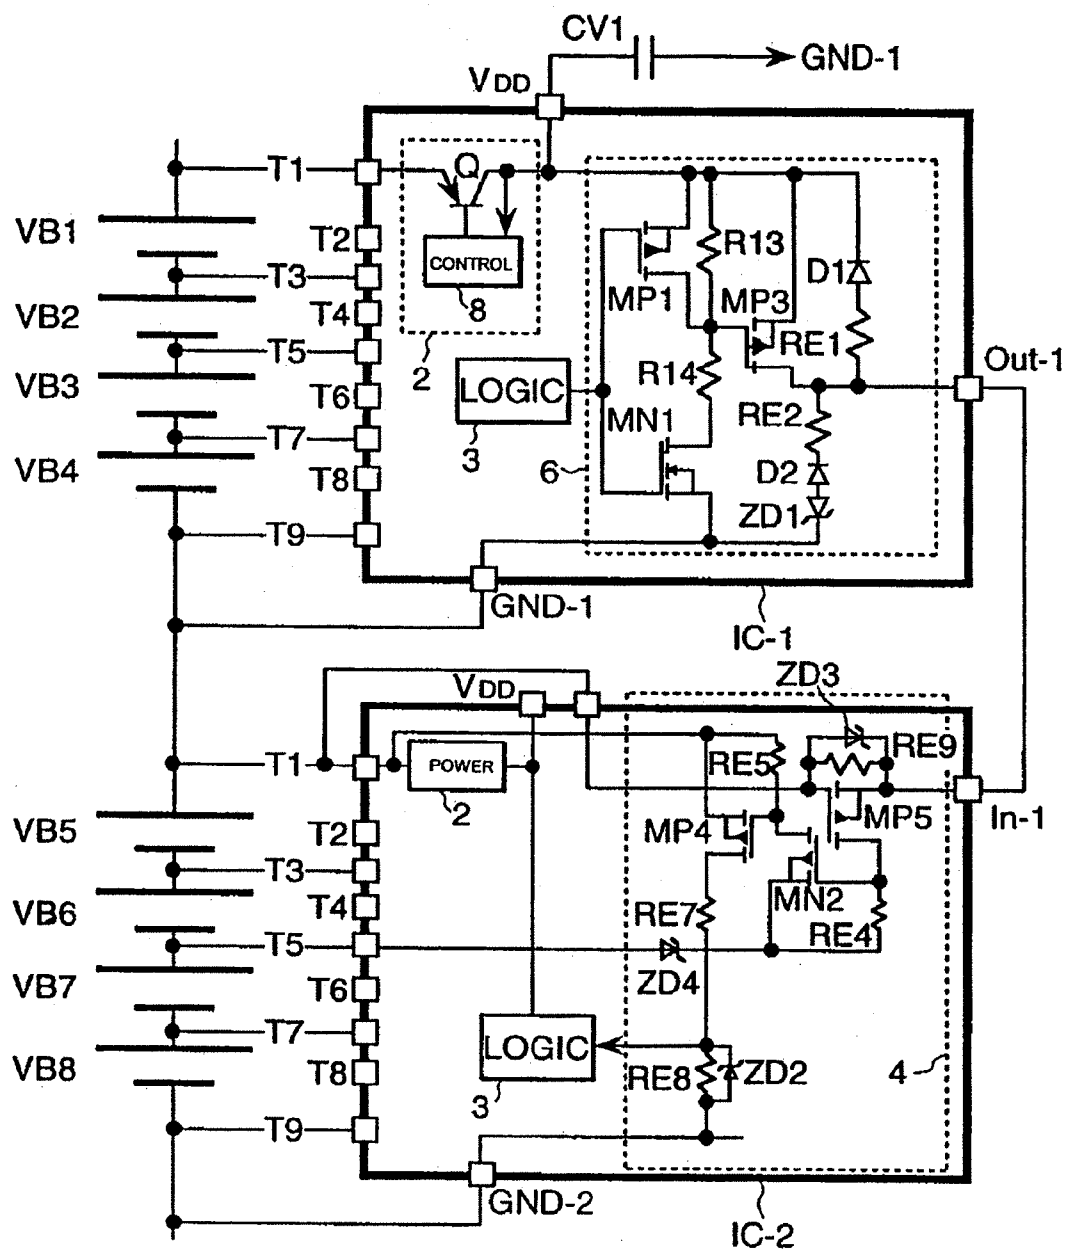 CV1
GND-1
VDD
T1
Q
VB1
T2
CONTROL
R13
D1
T3
8
MP1
MP3
VB2
T4
RE1
T5
2
Out-1
VB3
R14
T6
LOGIC
MN1
RE2
T7
3
6
D2
VB4
T8
ZD1
T9
GND-1
IC-1
ZD3
VDD
RE9
T1
POWER
RE5
2
MP4
MP5
In-1
VB5
T2
T3
MN2
VB6
T4
RE7
RE4
T5
ZD4
VB7
T6
T7
LOGIC
VB8
T8
RE8
ZD2
4
3
T9
GND-2
IC-2